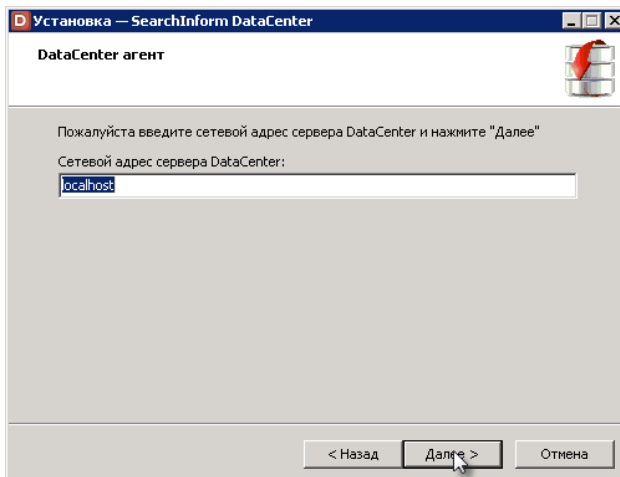 Установка — SearchInform DataCenter
DataCenter агент
Пожалуйста введите сетевой адрес сервера DataCenter и нажмите "Далее"
Сетевой адрес сервера DataCenter:
localhost
< Назад
Далее >
Отмена